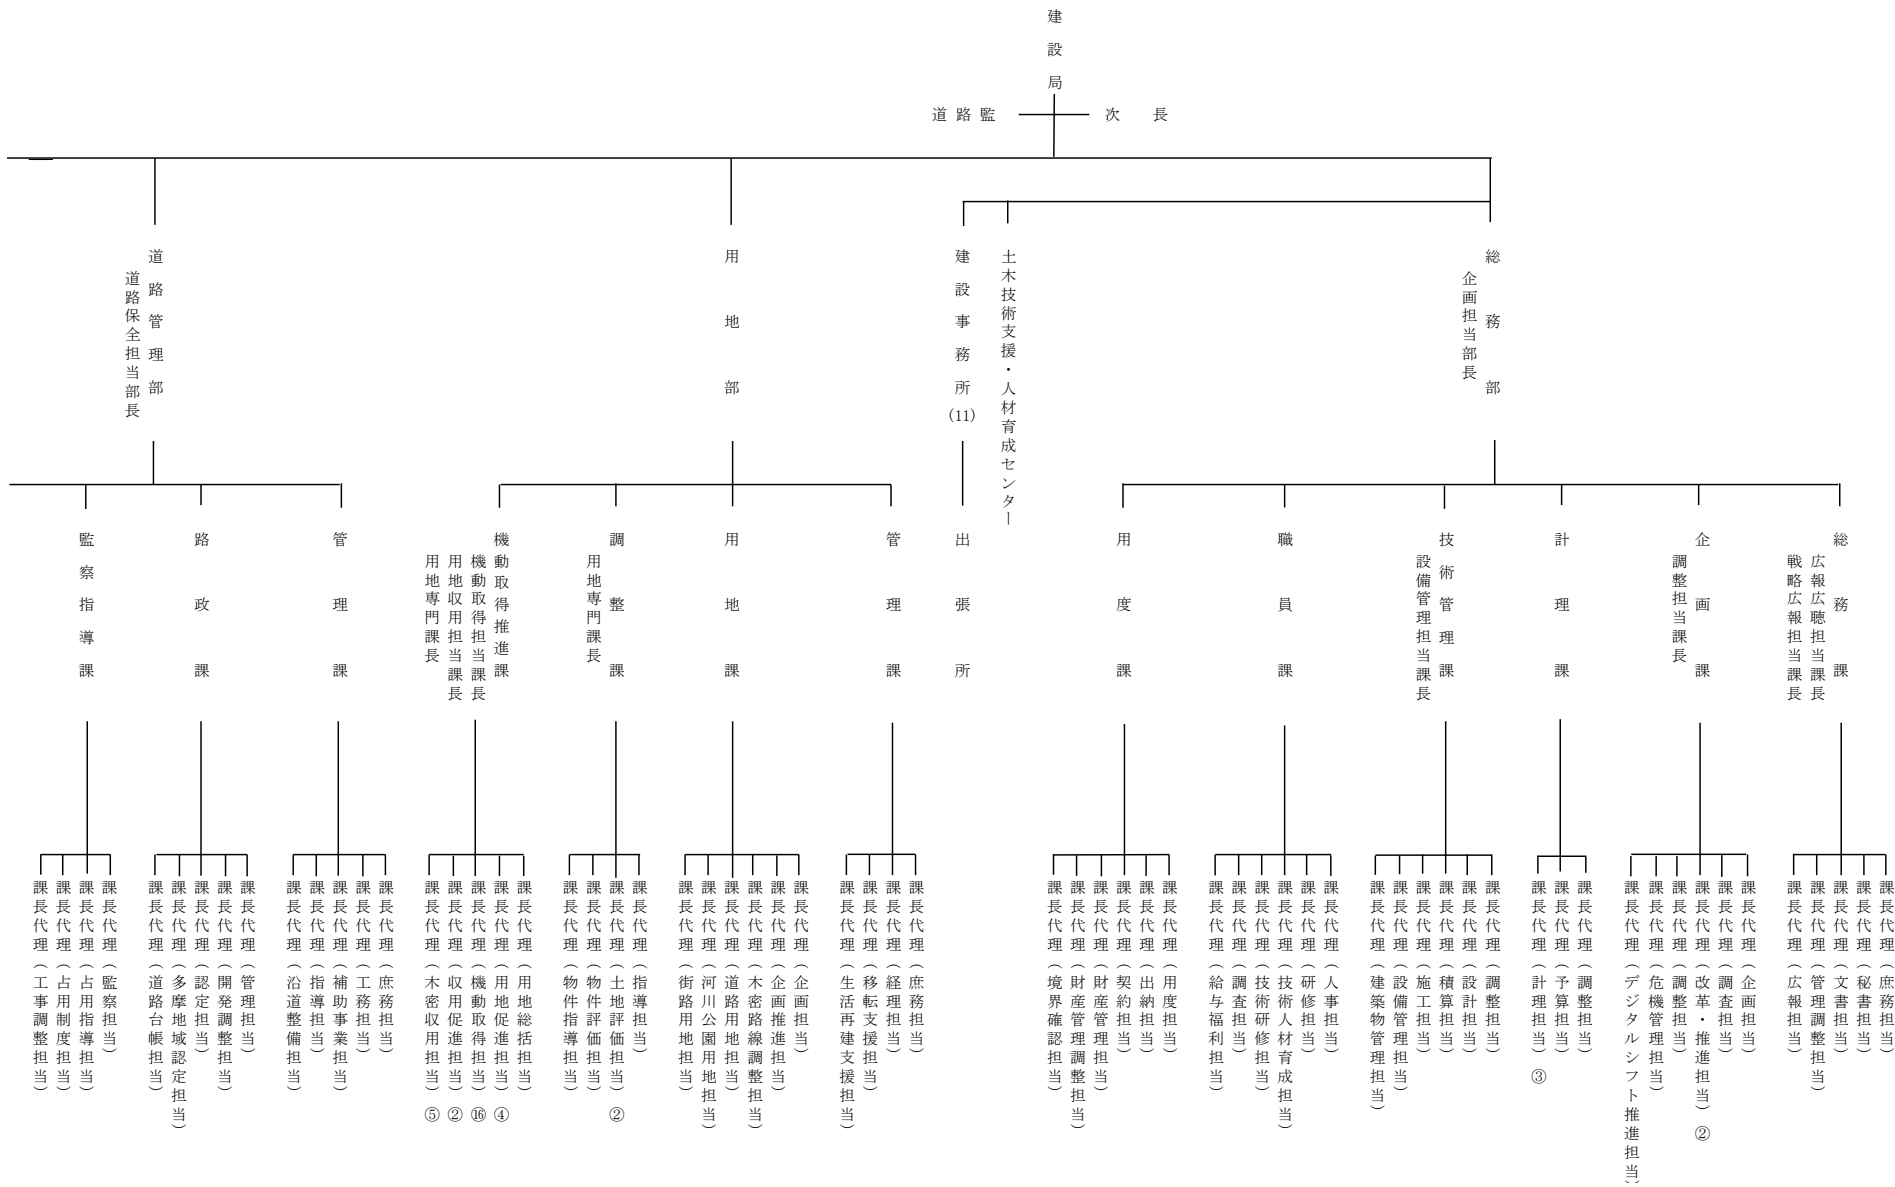 建設局
道路監
次長
総務部
企画担当部長
土木技術支援・人材育成センター
建設事務所(11)
用地部
道路管理部
道路保全担当部長
総務課
広報広聴担当課長
戦略広報担当課長
企画課
調整担当課長
計理課
技術管理課
設備管理担当課長
職員課
用度課
出張所
管理課
用地課
調整課
用地専門課長
機動取得推進課
機動取得担当課長
用地収用担当課長
用地専門課長
管理課
路政課
監察指導課
課長代理(庶務担当)
課長代理(秘書担当)
課長代理(文書担当)
課長代理(管理調整担当)
課長代理(広報担当)
課長代理(企画担当)
課長代理(調査担当)
課長代理(改革・推進担当)②
課長代理(調整担当)
課長代理(危機管理担当)
課長代理(デジタルシフト推進担当)
課長代理(調整担当)
課長代理(予算担当)
課長代理(計理担当)③
課長代理(調整担当)
課長代理(設計担当)
課長代理(積算担当)
課長代理(施工担当)
課長代理(設備管理担当)
課長代理(建築物管理担当)
課長代理(人事担当)
課長代理(研修担当)
課長代理(技術人材育成担当)
課長代理(技術研修担当)
課長代理(調査担当)
課長代理(給与福利担当)
課長代理(用度担当)
課長代理(出納担当)
課長代理(契約担当)
課長代理(財産管理担当)
課長代理(財産管理調整担当)
課長代理(境界確認担当)
課長代理(庶務担当)
課長代理(経理担当)
課長代理(移転支援担当)
課長代理(生活再建支援担当)
課長代理(企画担当)
課長代理(企画推進担当)
課長代理(木密路線調整担当)
課長代理(道路用地担当)
課長代理(河川公園用地担当)
課長代理(街路用地担当)
課長代理(指導担当)
課長代理(土地評価担当)②
課長代理(物件評価担当)
課長代理(物件指導担当)
課長代理(用地総括担当)
課長代理(用地促進担当)④
課長代理(機動取得担当)⑯
課長代理(収用促進担当)②
課長代理(木密収用担当)⑤
課長代理(庶務担当)
課長代理(工務担当)
課長代理(補助事業担当)
課長代理(指導担当)
課長代理(沿道整備担当)
課長代理(管理担当)
課長代理(開発調整担当)
課長代理(認定担当)
課長代理(多摩地域認定担当)
課長代理(道路台帳担当)
課長代理(監察担当)
課長代理(占用指導担当)
課長代理(占用制度担当)
課長代理(工事調整担当)